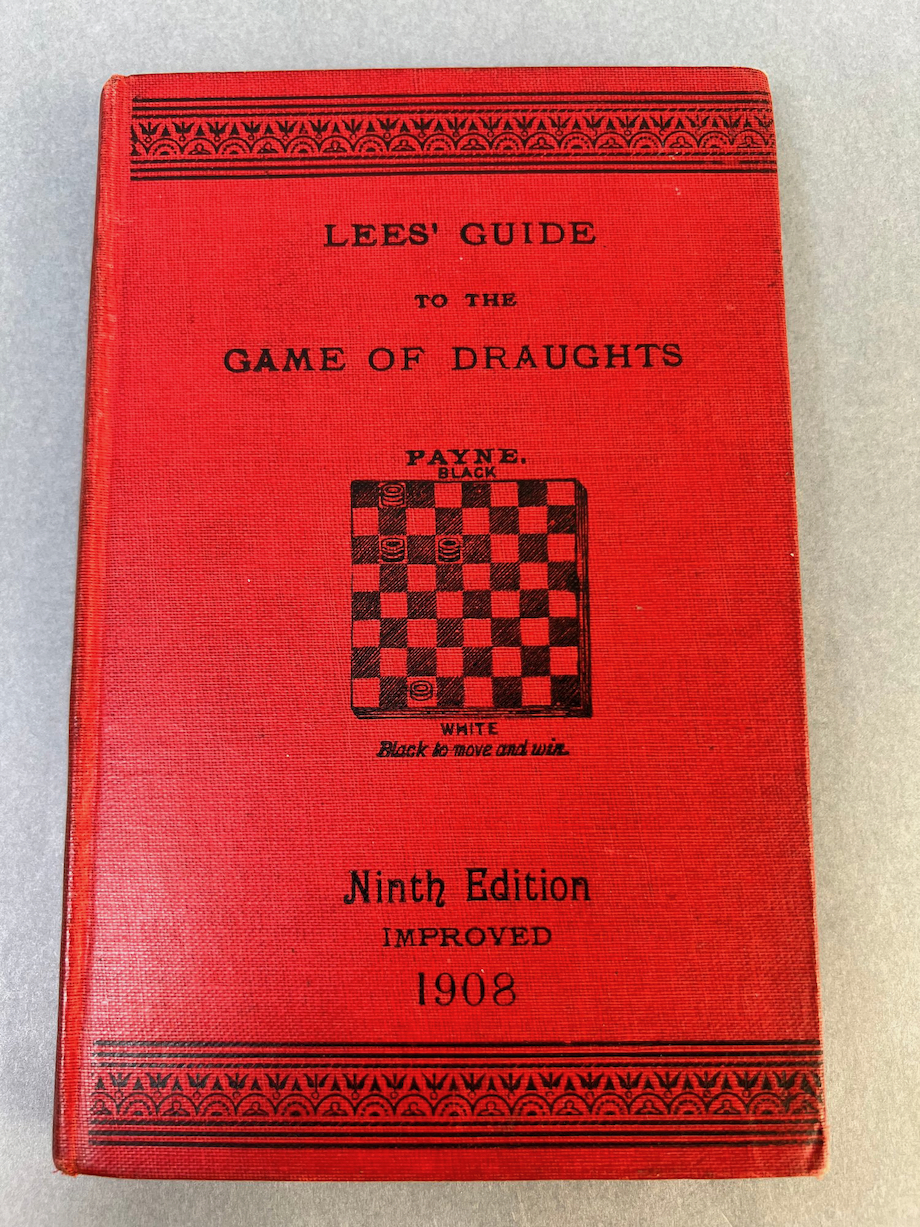 LEES' GUIDE
TO THE
GAME OF DRAUGHTS
PAYNE.
BLACK
WHITE
Black to move and win.
Ninth Edition
IMPROVED
1908